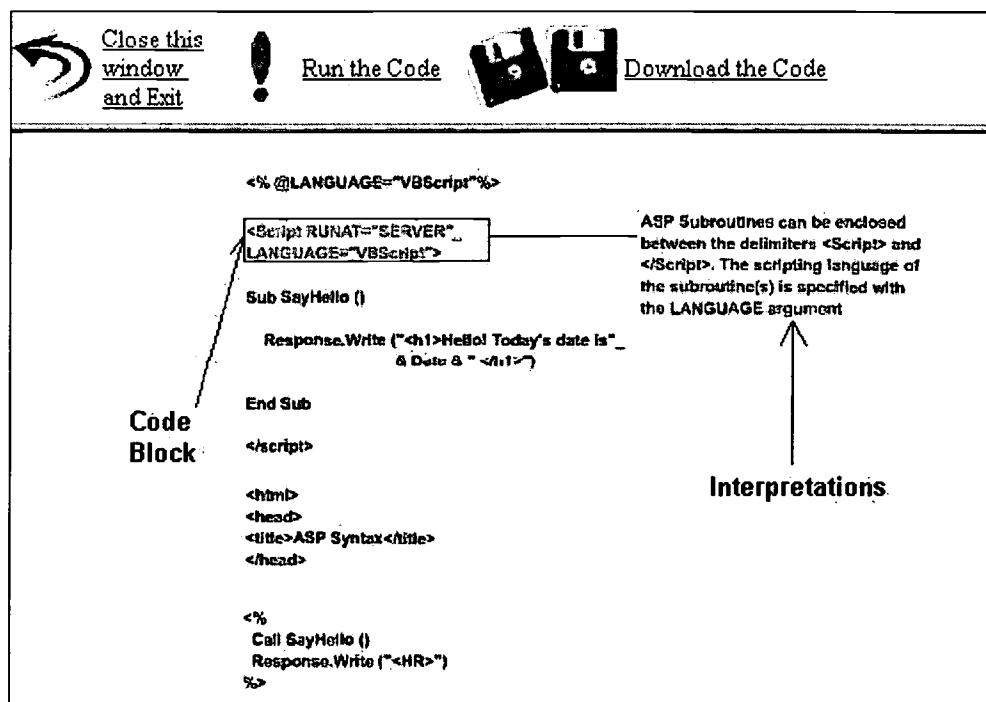 Close this
window
and Exit
Run the Code
Download the Code
<% @LANGUAGE="VBScript"%>
<Script RUNAT="SERVER"_
LANGUAGE="VBScript">
ASP Subroutines can be enclosed
between the delimiters <Script> and
</Script>. The scripting language of
the subroutine(s) is specified with
the LANGUAGE argument
Sub SayHello ()
Response.Write ("<h1>Hello! Today's date is"_
& Date & " </h1>")
End Sub
Code
Block
</script>
Interpretations
<html>
<head>
<title>ASP Syntax</title>
</head>
<%
Call SayHello ()
Response.Write ("<HR>")
%>